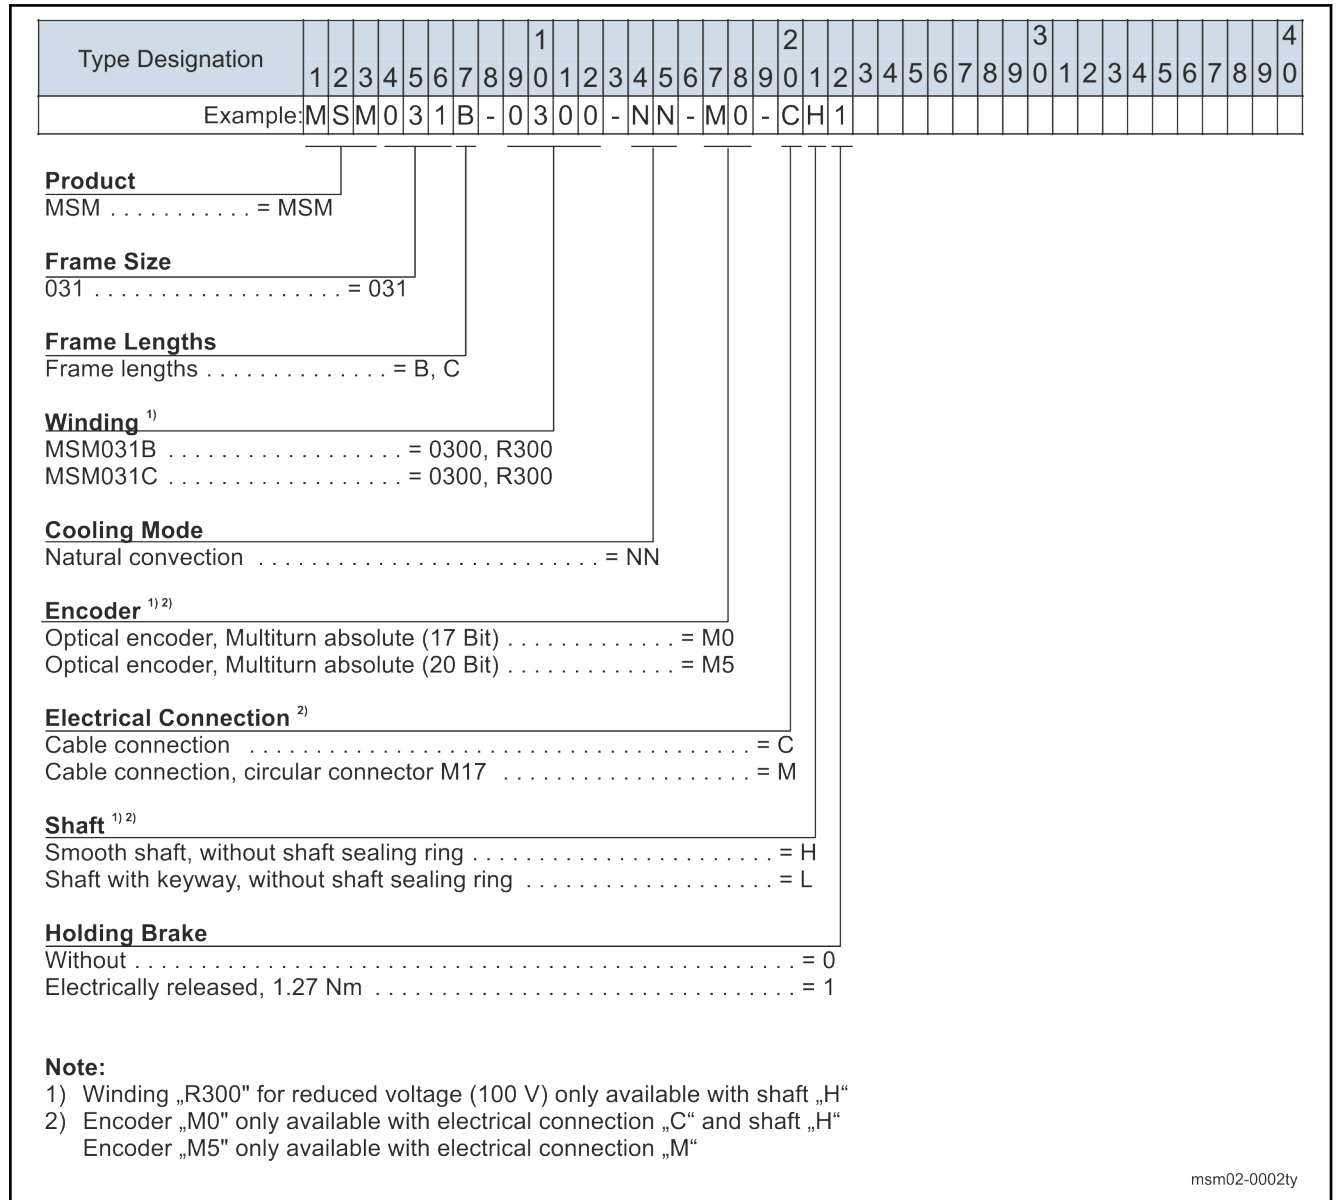 Type Designation 1 2 3 4 5 6 7 8 9 10 1 2 3 4 5 6 7 8 9 20 1 2 3 4 5 6 7 8 9 30 1 2 3 4 5 6 7 8 9 40
Example: M S M 0 3 1 B - 0 3 0 0 - N N - M 0 - C H 1
Product
MSM . . . . . . . . . . . = MSM
Frame Size
031 . . . . . . . . . . . . . . . . . . . = 031
Frame Lengths
Frame lengths . . . . . . . . . . . . . . = B, C
Winding 1)
MSM031B . . . . . . . . . . . . . . . . . . = 0300, R300
MSM031C . . . . . . . . . . . . . . . . . . = 0300, R300
Cooling Mode
Natural convection . . . . . . . . . . . . . . . . . . . . . . . . . . = NN
Encoder 1) 2)
Optical encoder, Multiturn absolute (17 Bit) . . . . . . . . . . . . . = M0
Optical encoder, Multiturn absolute (20 Bit) . . . . . . . . . . . . . = M5
Electrical Connection 2)
Cable connection . . . . . . . . . . . . . . . . . . . . . . . . . . . . . . . . . . . . . . = C
Cable connection, circular connector M17 . . . . . . . . . . . . . . . . . . . = M
Shaft 1) 2)
Smooth shaft, without shaft sealing ring . . . . . . . . . . . . . . . . . . . . . . . = H
Shaft with keyway, without shaft sealing ring . . . . . . . . . . . . . . . . . . . = L
Holding Brake
Without . . . . . . . . . . . . . . . . . . . . . . . . . . . . . . . . . . . . . . . . . . . . . . . . . . = 0
Electrically released, 1.27 Nm . . . . . . . . . . . . . . . . . . . . . . . . . . . . . . . . = 1
Note:
1) Winding „R300" for reduced voltage (100 V) only available with shaft „H“
2) Encoder „M0" only available with electrical connection „C“ and shaft „H“
Encoder „M5" only available with electrical connection „M“
msm02-0002ty